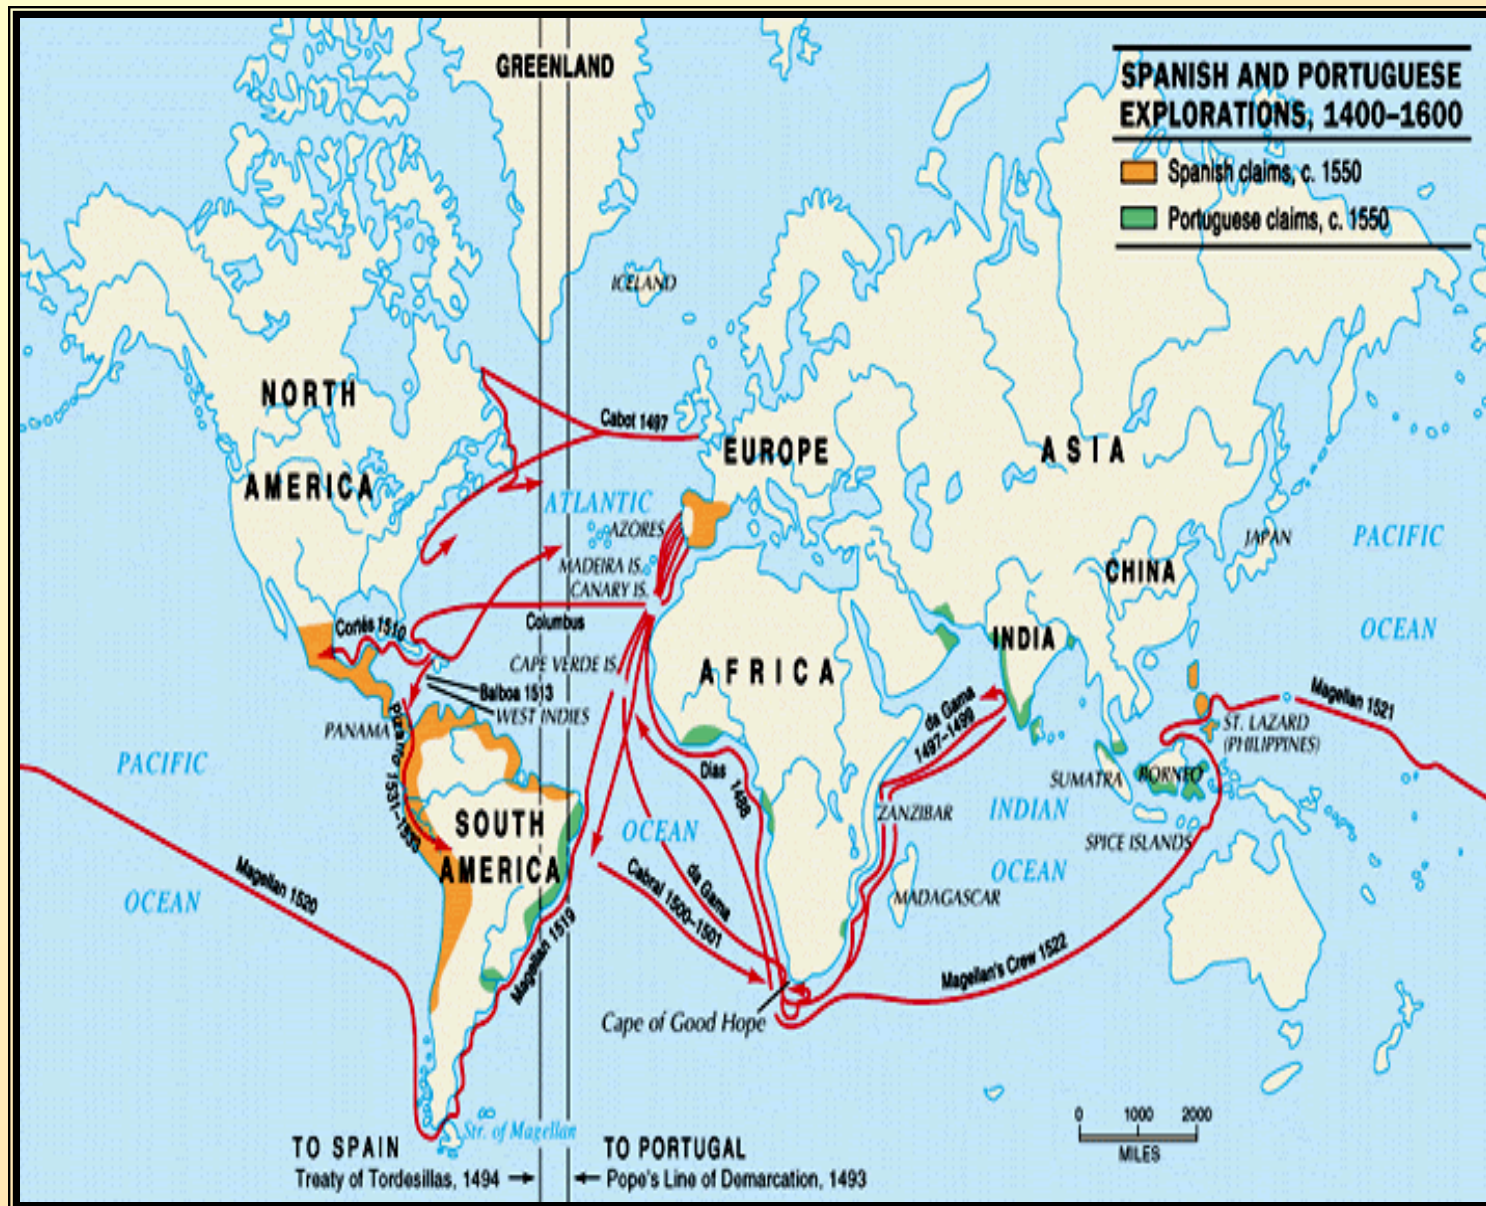 SPANISH AND PORTUGUESE
EXPLORATIONS, 1400–1600
Spanish claims, c. 1550
Portuguese claims, c. 1550
GREENLAND
ICELAND
NORTH
AMERICA
Cabot 1497
EUROPE
ASIA
ATLANTIC
AZORES
MADEIRA IS.
CANARY IS.
JAPAN
PACIFIC
OCEAN
CHINA
Cortés 1510
Columbus
INDIA
CAPE VERDE IS.
AFRICA
Balboa 1513
WEST INDIES
PANAMA
Pizarro 1531–1533
da Gama
1497–1499
Magellan 1521
ST. LAZARD
(PHILIPPINES)
PACIFIC
OCEAN
Dias 1488
SUMATRA
BORNEO
ZANZIBAR
INDIAN
OCEAN
SPICE ISLANDS
SOUTH
AMERICA
OCEAN
Magellan 1520
da Gama
Cabral 1500–1501
MADAGASCAR
Magellan 1519
Magellan's Crew 1522
Cape of Good Hope
Str. of Magellan
0 1000 2000
MILES
TO SPAIN
Treaty of Tordesillas, 1494
TO PORTUGAL
Pope's Line of Demarcation, 1493